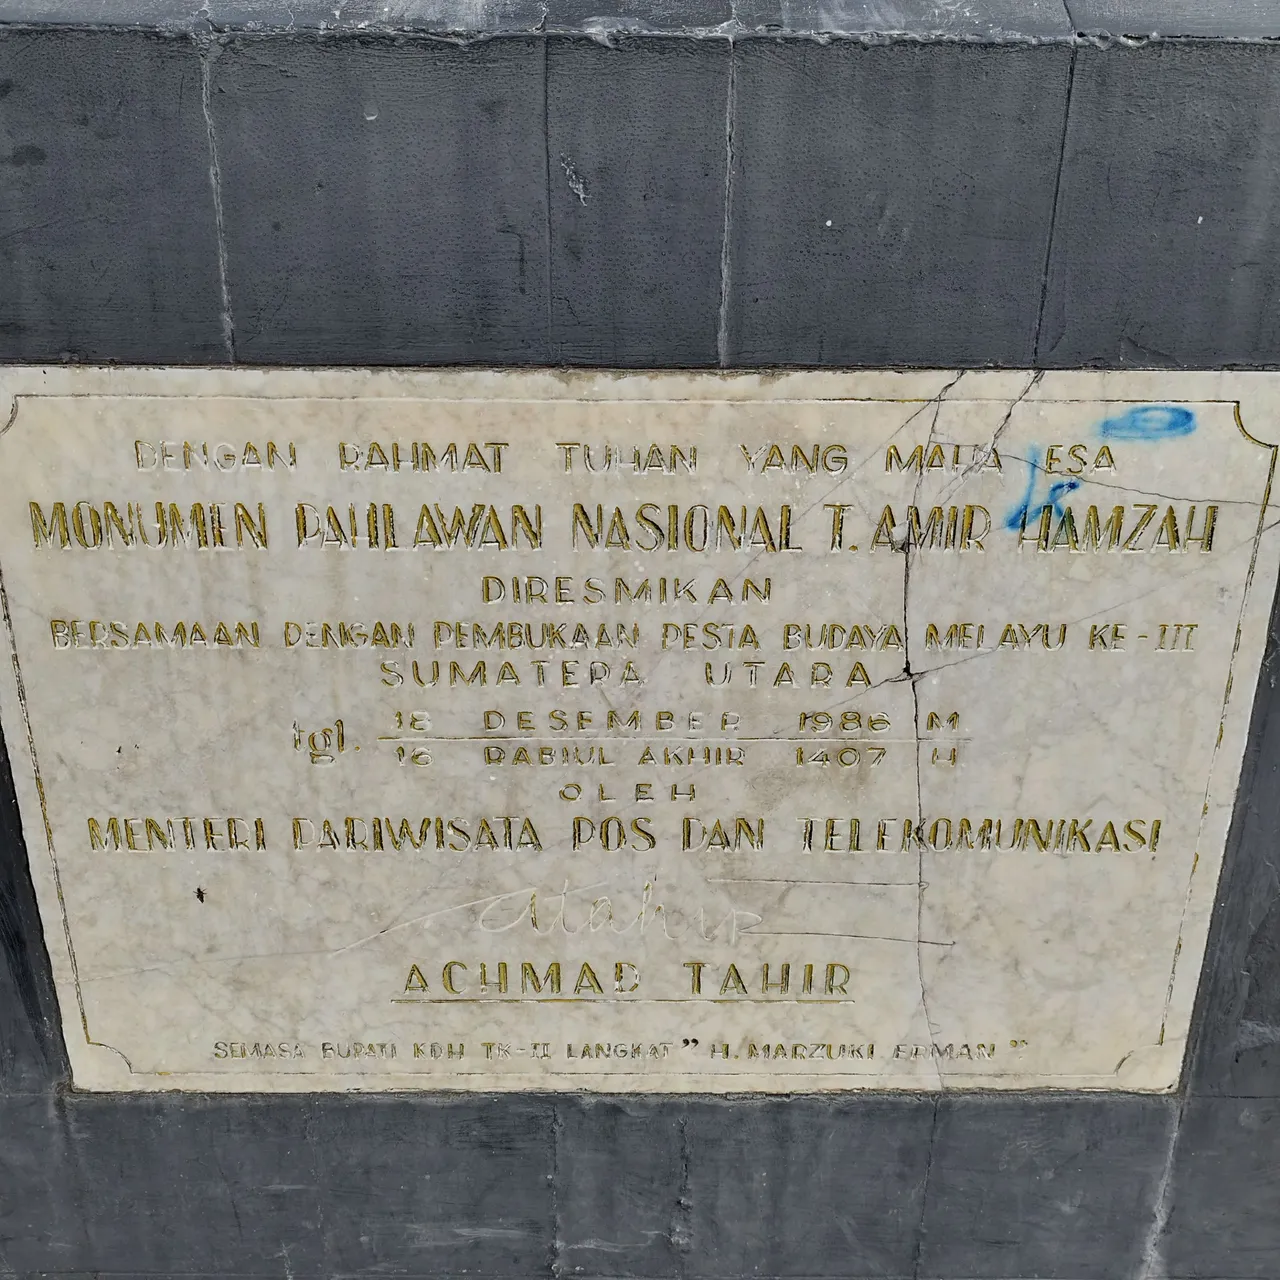 DENGAN RAHMAT TUHAN YANG MAHA ESA
MONUMEN PAHLAWAN NASIONAL T. AMIR HAMZAH
DIRESMIKAN
BERSAMAAN DENGAN PEMBUKAAN PESTA BUDAYA MELAYU KE-III
SUMATERA UTARA
tgl. 18 DESEMBER 1986 M
16 RABIUL AKHIR 1407 H
OLEH
MENTERI PARIWISATA POS DAN TELEKOMUNIKASI
Atahir
ACHMAD TAHIR
SEMASA BUPATI KDH TK-II LANGKAT " H. MARZUKI ERMAN "